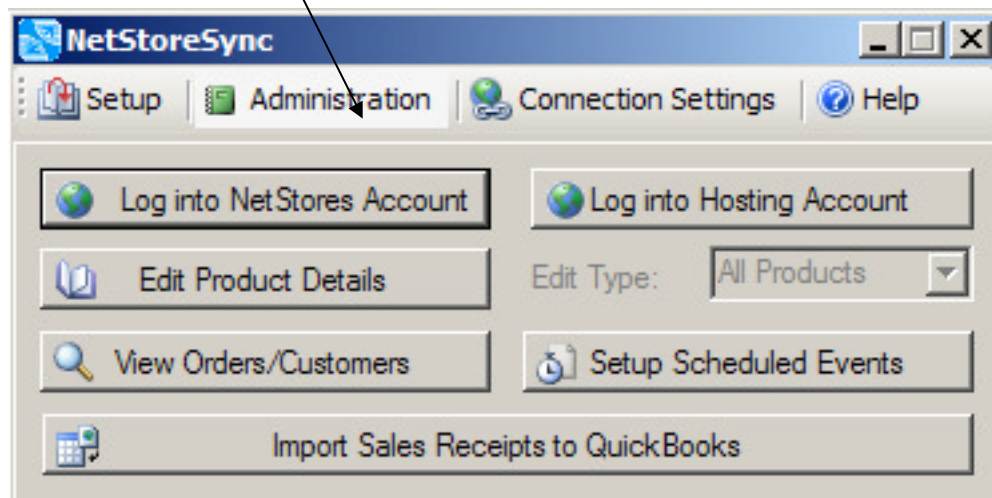 NetStoreSync
Setup Administration Connection Settings Help
Log into NetStores Account Log into Hosting Account
Edit Product Details Edit Type: All Products
View Orders/Customers Setup Scheduled Events
Import Sales Receipts to QuickBooks